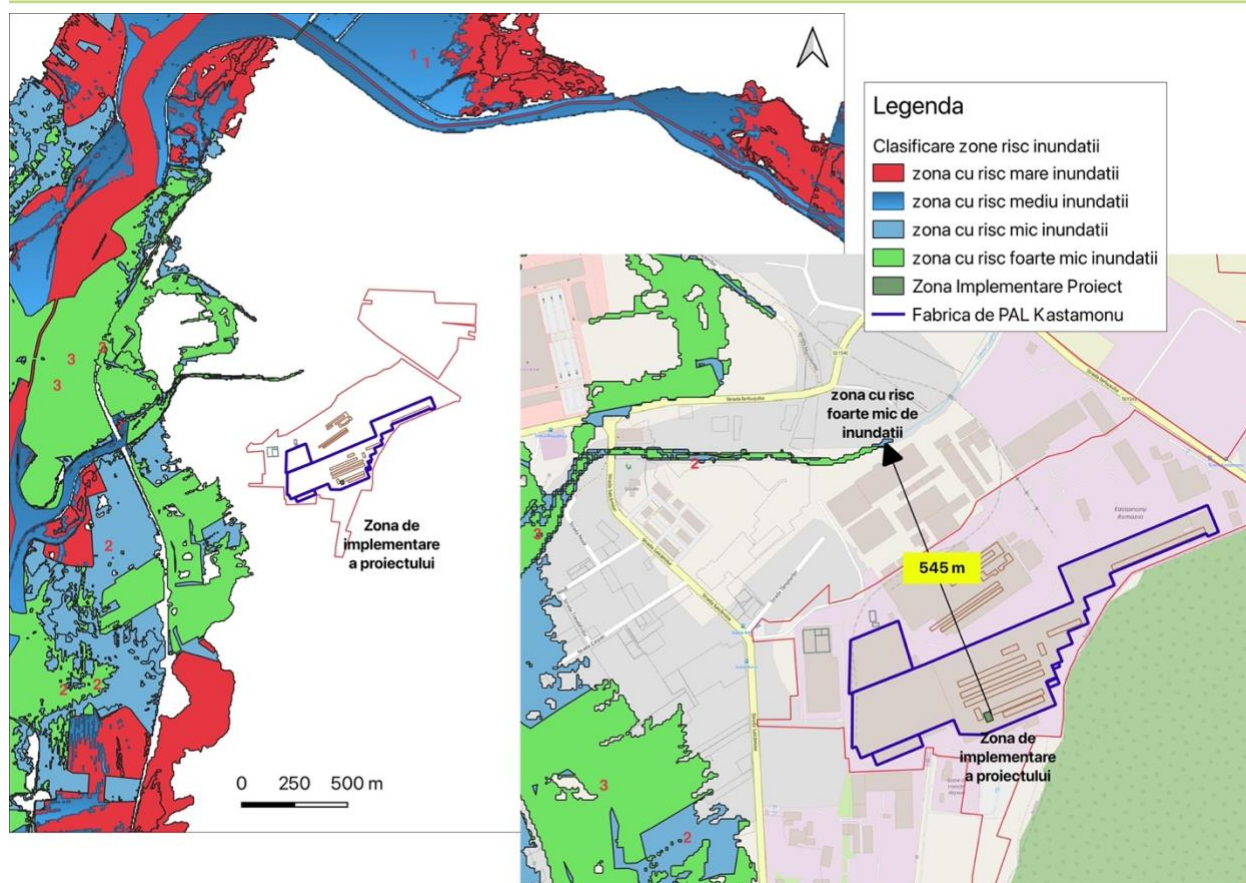 1
1
3
3
2
2
2
2
Zona de
implementare
a proiectului
0 250 500 m
Legenda
Clasificare zone risc inundatii
zona cu risc mare inundatii
zona cu risc mediu inundatii
zona cu risc mic inundatii
zona cu risc foarte mic inundatii
Zona Implementare Proiect
Fabrica de PAL Kastamonu
zona cu risc
foarte mic de
inundatii
2
3
545 m
Kastamonu
Romania
3
2
Zona de
implementare
a proiectului